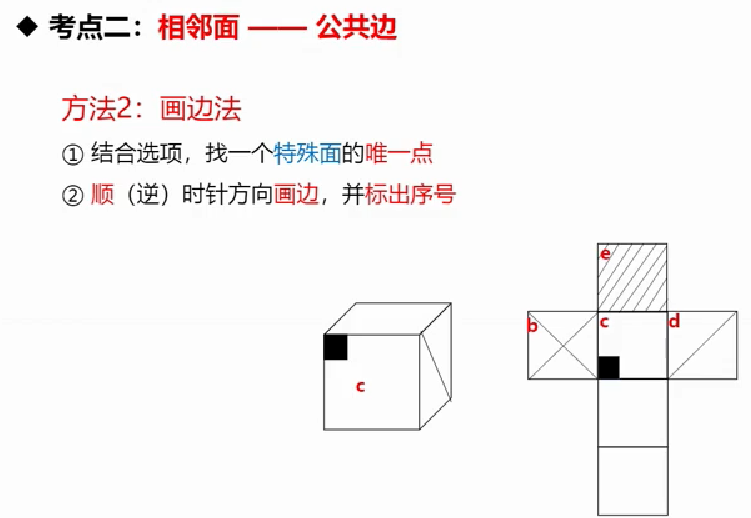 ◆ 考点二：相邻面 —— 公共边
方法2：画边法
① 结合选项，找一个特殊面的唯一点
② 顺（逆）时针方向画边，并标出序号
e
b c d
c